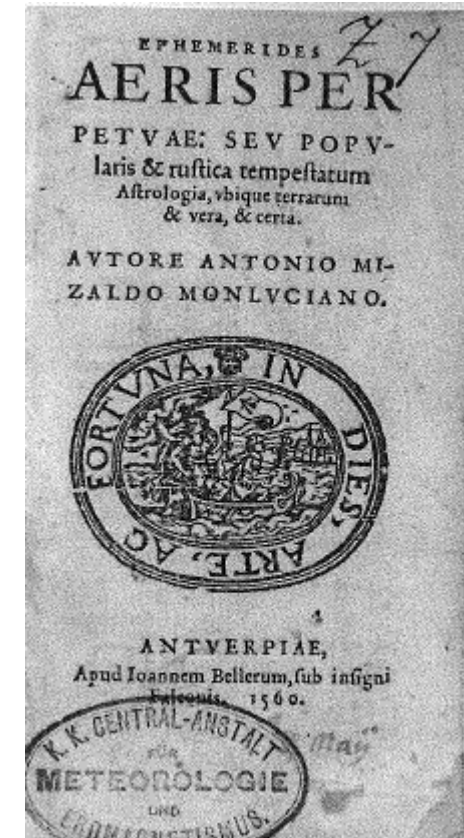 EPHEMERIDES
AERIS PER
PETVAE: SEV POPV-
laris & rustica tempestatum
Astrologia, vbique terrarum
& vera, & certa.
AVTORE ANTONIO MI-
ZALDO MONLVCIANO.
FORTVNA, IN DIES, ARTE, AC
ANTVERPIAE,
Apud Ioannem Bellerum, sub insigni
Falconis. 1560.
K. K. CENTRAL-ANSTALT
FÜR
METEOROLOGIE
UND
ERDMAGNETISMUS.